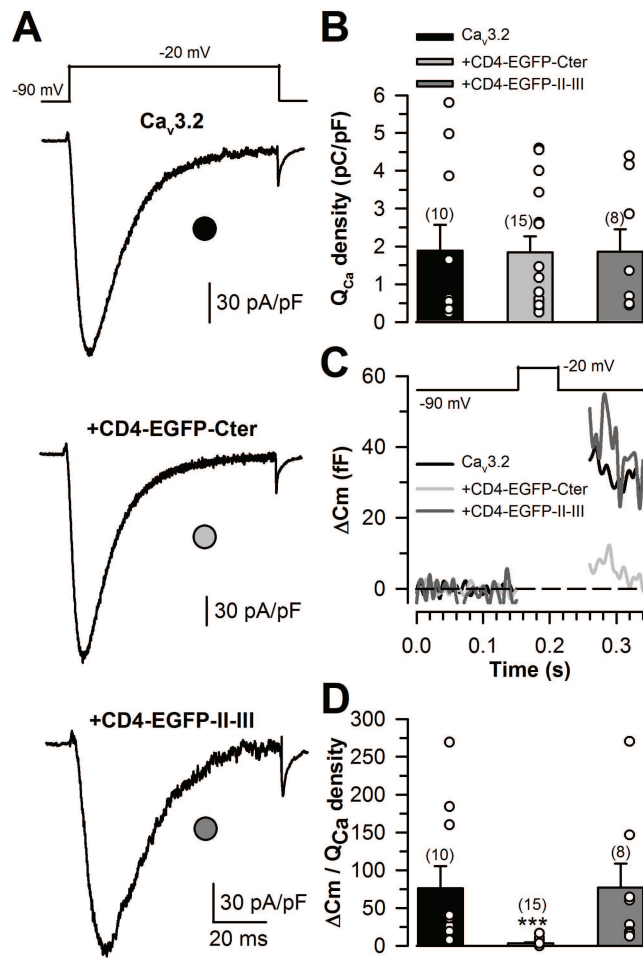 A
-20 mV
-90 mV
Cav3.2
30 pA/pF
+CD4-EGFP-Cter
30 pA/pF
+CD4-EGFP-II-III
30 pA/pF
20 ms
B
Cav3.2
+CD4-EGFP-Cter
+CD4-EGFP-II-III
QCa density (pC/pF)
6
5
4
3
2
1
0
(10)
(15)
(8)
C
-20 mV
-90 mV
ΔCm (fF)
60
40
20
0
Cav3.2
+CD4-EGFP-Cter
+CD4-EGFP-II-III
0.0 0.1 0.2 0.3
Time (s)
D
ΔCm / QCa density
300
250
200
150
100
50
0
(10)
(15)
***
(8)